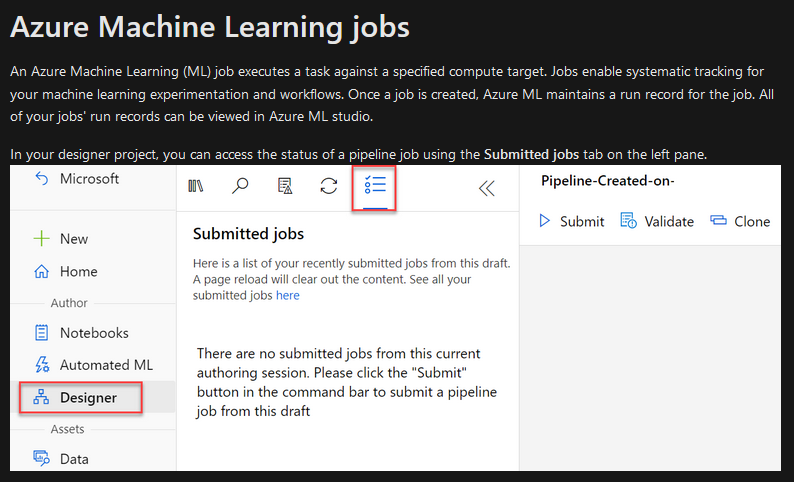 Azure Machine Learning jobs
An Azure Machine Learning (ML) job executes a task against a specified compute target. Jobs enable systematic tracking for
your machine learning experimentation and workflows. Once a job is created, Azure ML maintains a run record for the job. All
of your jobs' run records can be viewed in Azure ML studio.
In your designer project, you can access the status of a pipeline job using the Submitted jobs tab on the left pane.
Microsoft
New
Home
Author
Notebooks
Automated ML
Designer
Assets
Data
Submitted jobs
Here is a list of your recently submitted jobs from this draft.
A page reload will clear out the content. See all your
submitted jobs here
There are no submitted jobs from this current
authoring session. Please click the "Submit"
button in the command bar to submit a pipeline
job from this draft
Pipeline-Created-on-
Submit Validate Clone